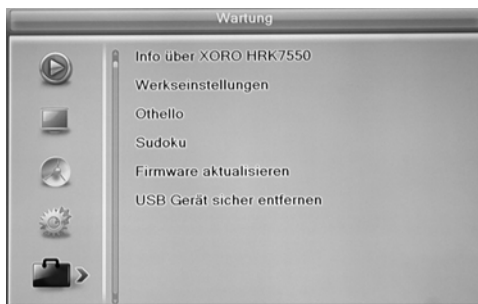 Wartung
Info über XORO HRK7550
Werkseinstellungen
Othello
Sudoku
Firmware aktualisieren
USB Gerät sicher entfernen